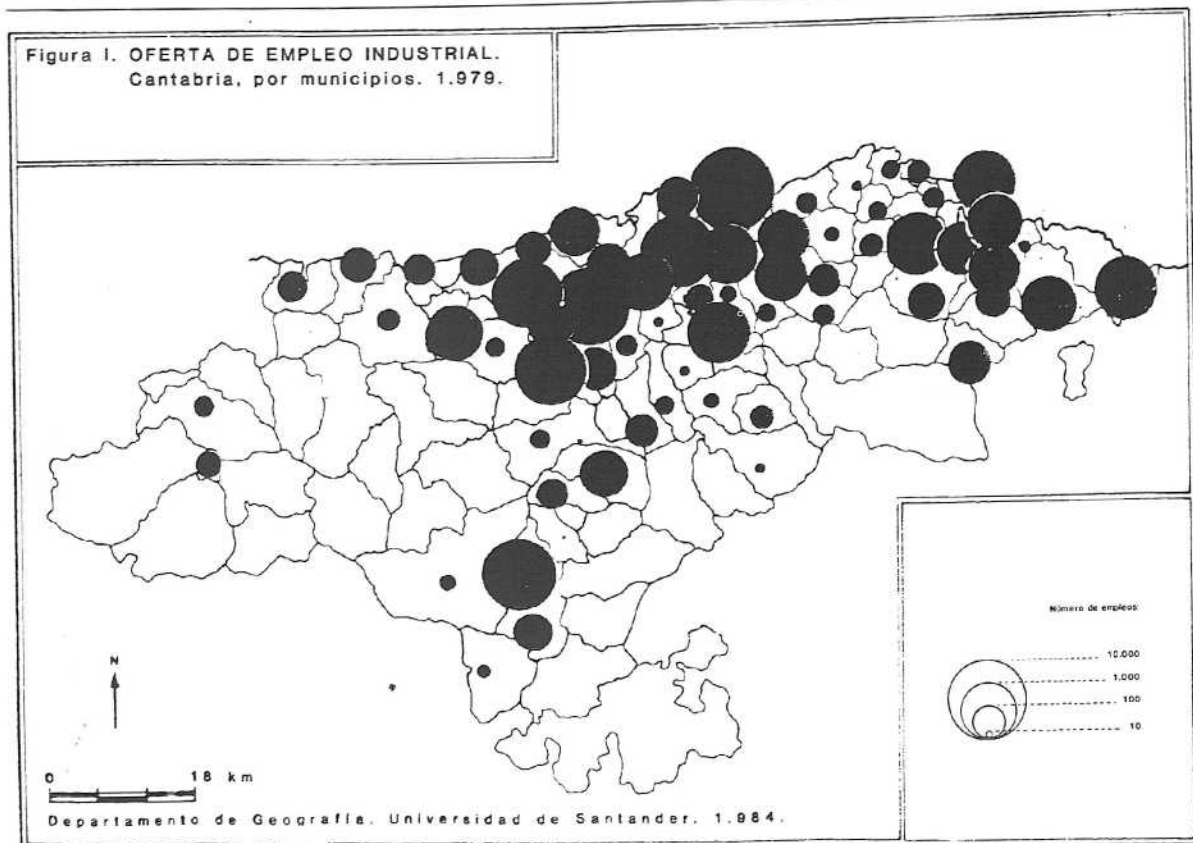 Figura I. OFERTA DE EMPLEO INDUSTRIAL.
Cantabria, por municipios. 1.979.
Número de empleos
10.000
1.000
100
10
N
0 18 km
Departamento de Geografía. Universidad de Santander. 1.984.